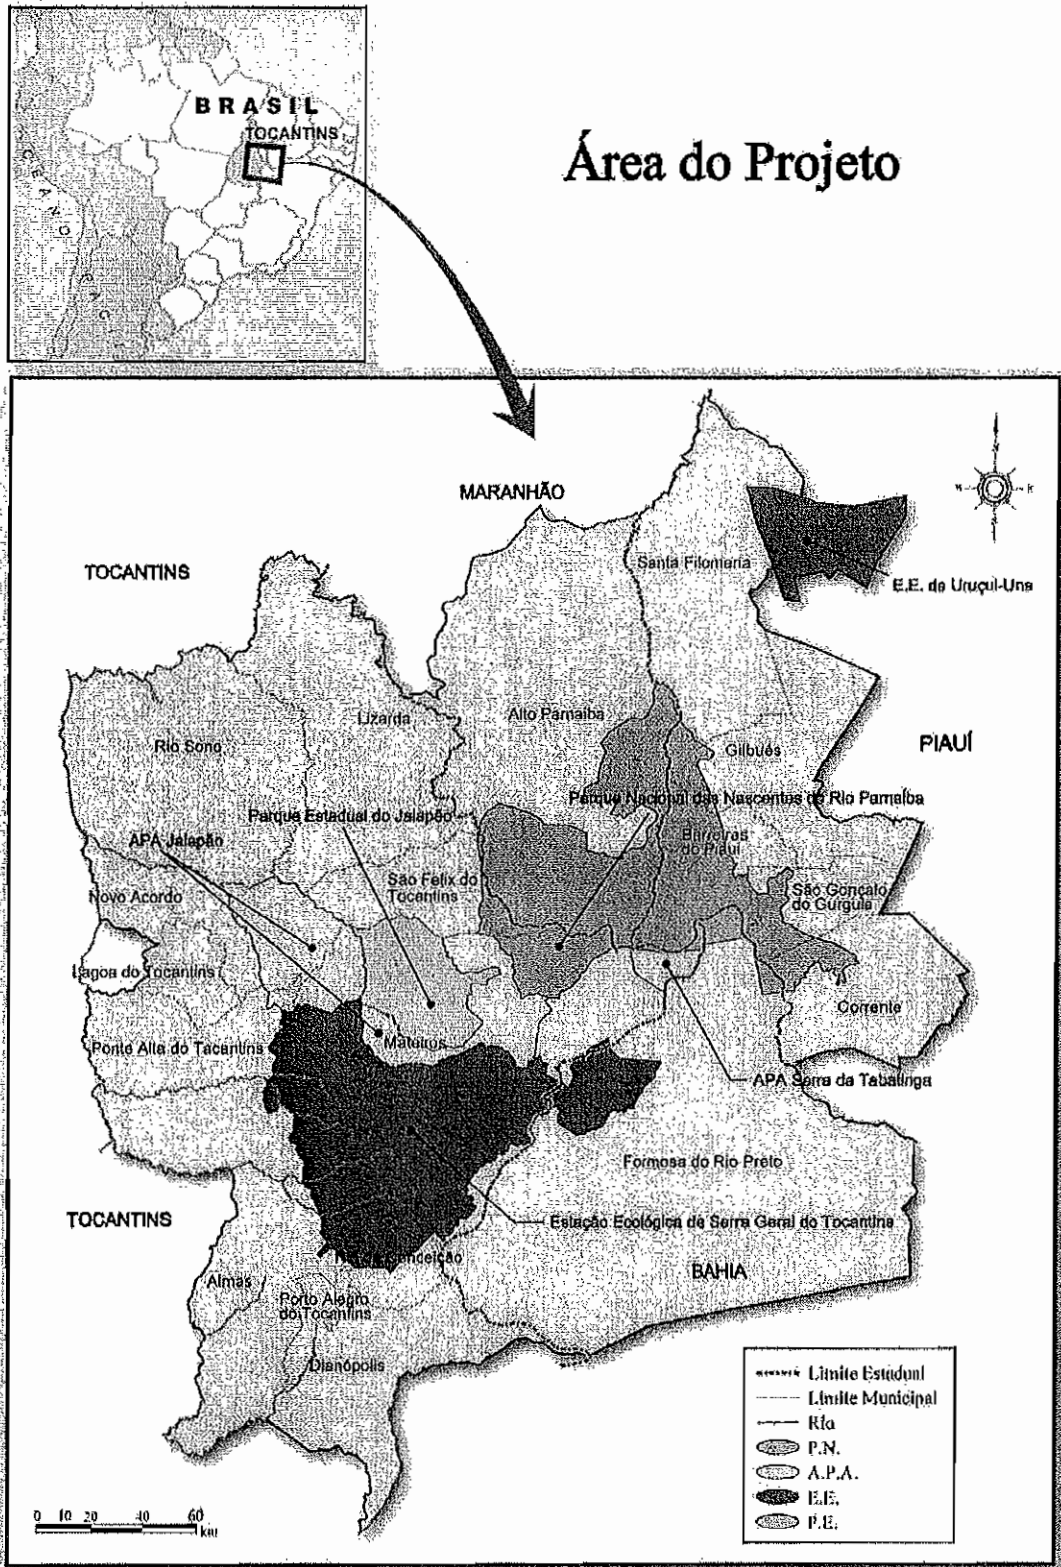 BRASIL
TOCANTINS
Área do Projeto
MARANHÃO
TOCANTINS
Santa Filomena
E.E. de Uruçuí-Una
Lizarda
Alto Parnaíba
Rio Sono
Gilbués
PIAUÍ
Parque Nacional das Nascentes do Rio Parnaíba
Parque Estadual do Jalapão
APA Jalapão
Barreiras
do Piauí
São Félix do
Tocantins
Novo Acordo
São Gonçalo
do Gurguia
Lagoa do Tocantins
Corrente
Ponte Alta do Tocantins
Mateiros
APA Serra da Tabatinga
Formosa do Rio Preto
TOCANTINS
Estação Ecológica de Serra Geral do Tocantins
Conceição
BAHIA
Almas
Porto Alegre
do Tocantins
Dianópolis
Limite Estadual
Limite Municipal
Rio
P.N.
A.P.A.
E.E.
P.E.
0 10 20 40 60
km